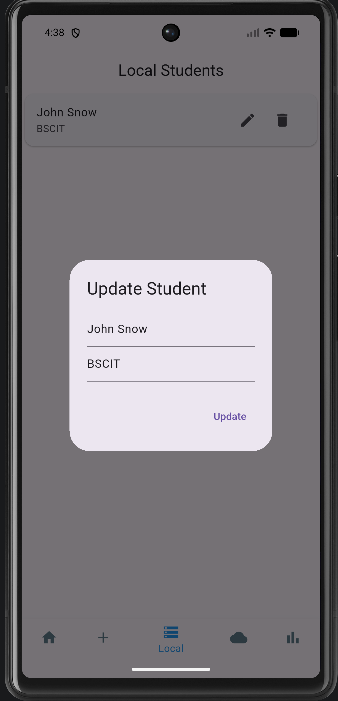 4:38
Local Students
John Snow
BSCIT
Update Student
John Snow
BSCIT
Update
Local